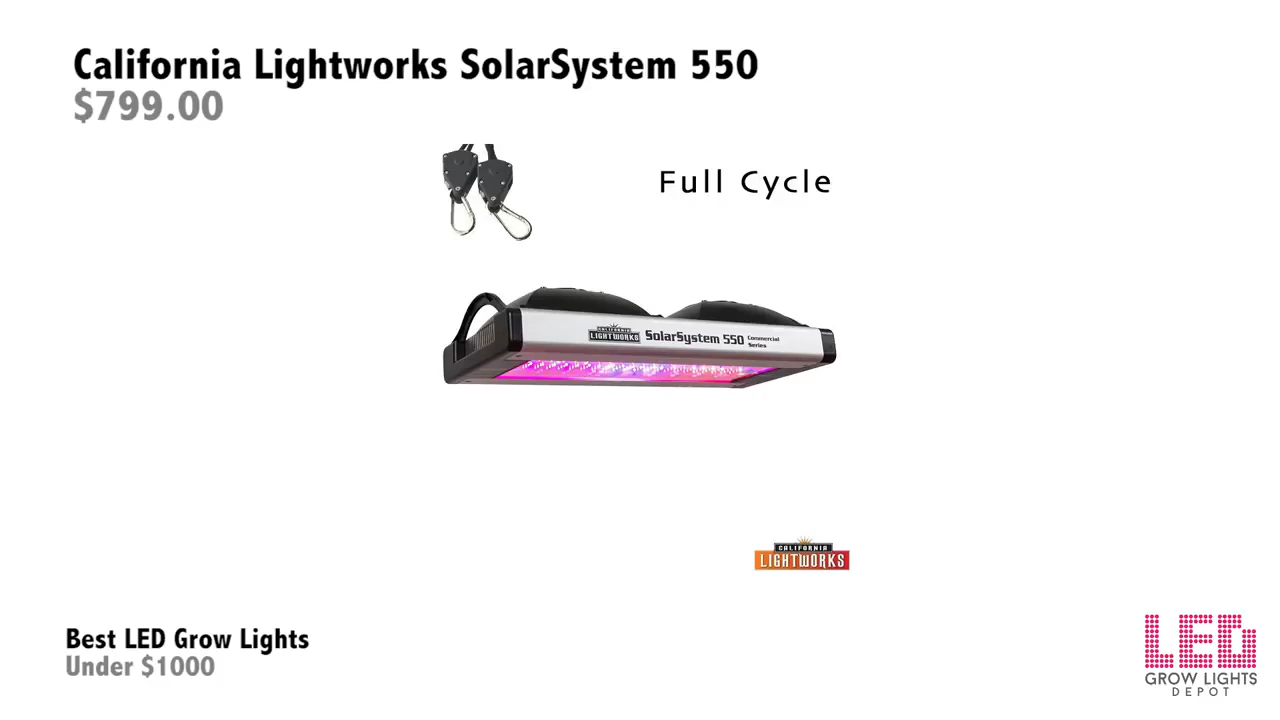 California Lightworks SolarSystem 550
$799.00
Full Cycle
CALIFORNIA
LIGHTWORKS
SolarSystem 550
Commercial
Series
CALIFORNIA
LIGHTWORKS
Best LED Grow Lights
Under $1000
LED
GROW LIGHTS
DEPOT